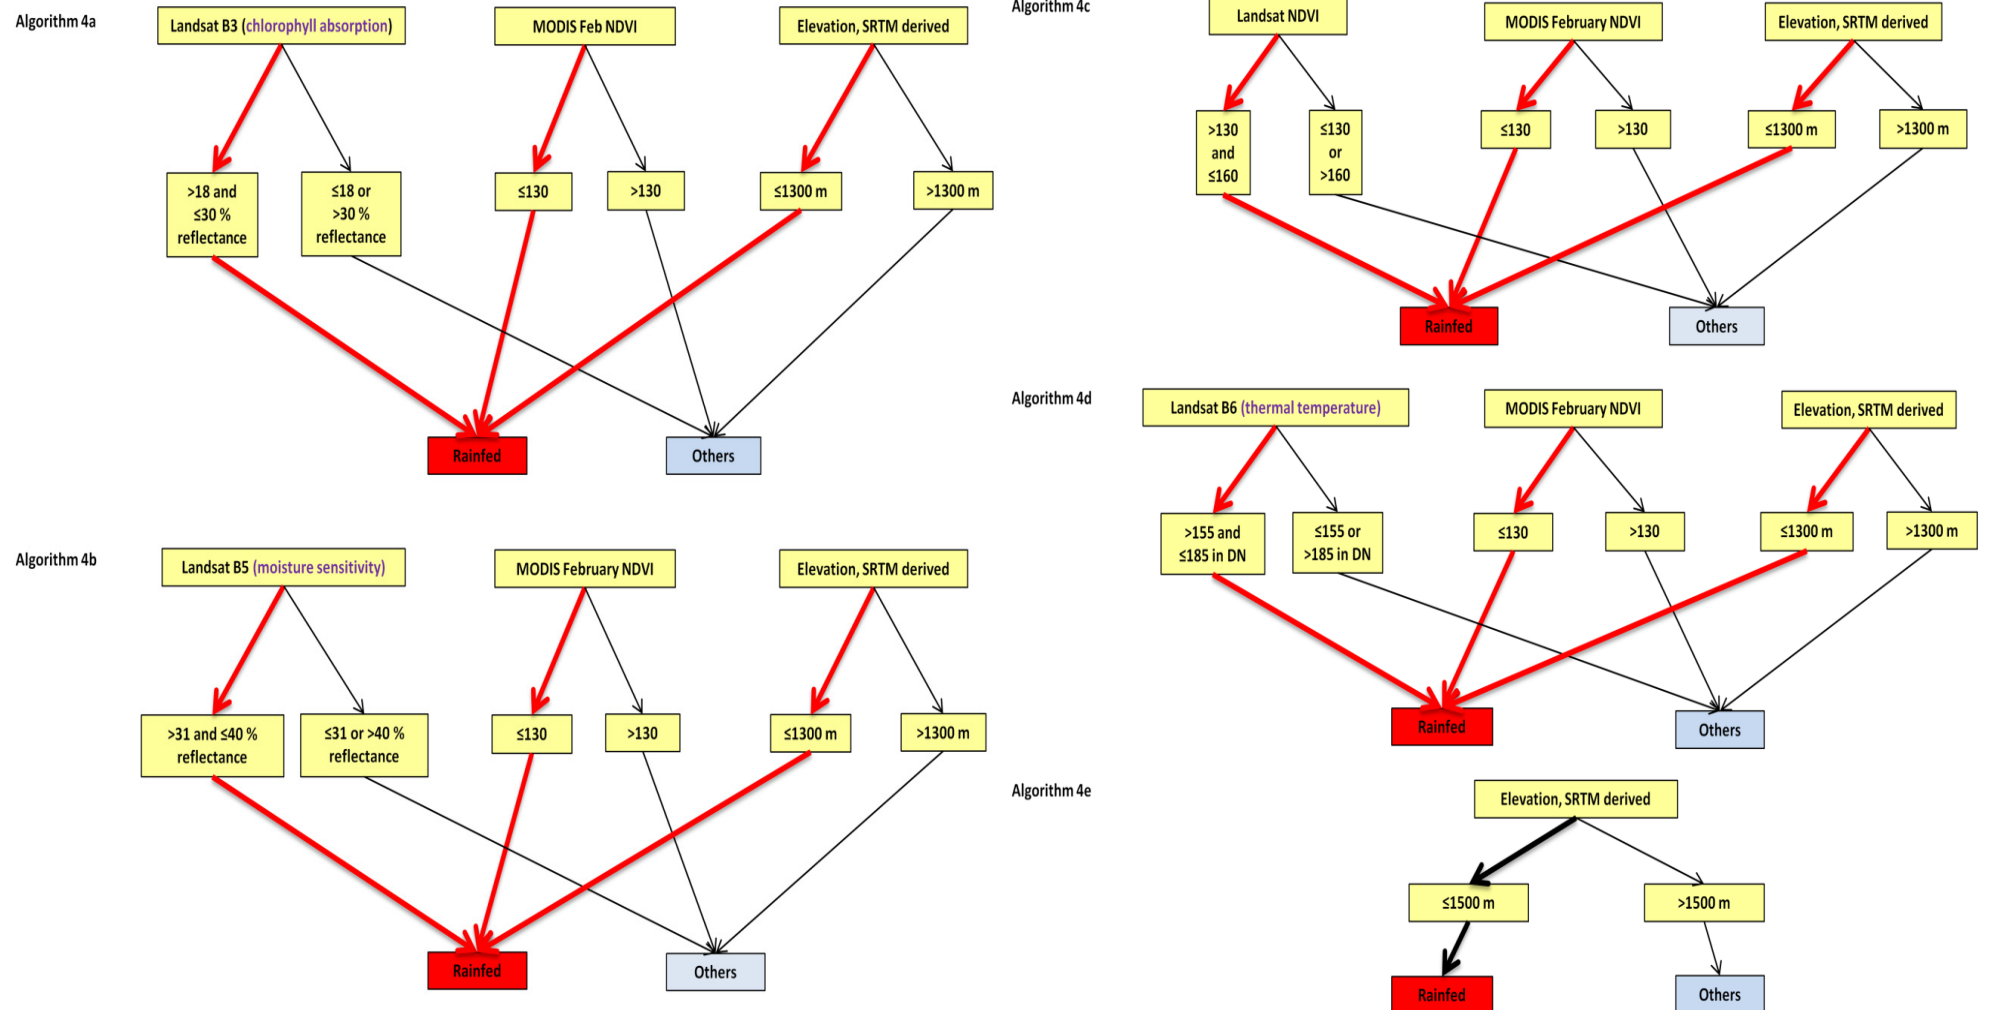 Algorithm 4a
Landsat B3 (chlorophyll absorption)
MODIS Feb NDVI
Elevation, SRTM derived
>18 and
≤30 %
reflectance
≤18 or
>30 %
reflectance
≤130
>130
≤1300 m
>1300 m
Rainfed
Others
Algorithm 4b
Landsat B5 (moisture sensitivity)
MODIS February NDVI
Elevation, SRTM derived
>31 and ≤40 %
reflectance
≤31 or >40 %
reflectance
≤130
>130
≤1300 m
>1300 m
Rainfed
Others
Algorithm 4c
Landsat NDVI
MODIS February NDVI
Elevation, SRTM derived
>130
and
≤160
≤130
or
>160
≤130
>130
≤1300 m
>1300 m
Rainfed
Others
Algorithm 4d
Landsat B6 (thermal temperature)
MODIS February NDVI
Elevation, SRTM derived
>155 and
≤185 in DN
≤155 or
>185 in DN
≤130
>130
≤1300 m
>1300 m
Rainfed
Others
Algorithm 4e
Elevation, SRTM derived
≤1500 m
>1500 m
Rainfed
Others